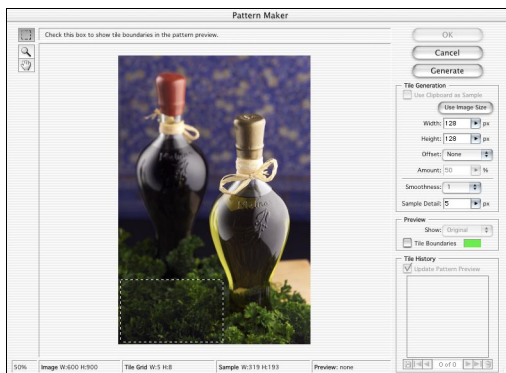 Pattern Maker
Check this box to show tile boundaries in the pattern preview.
OK
Cancel
Generate
Tile Generation
Use Clipboard as Sample
Use Image Size
Width: 128 px
Height: 128 px
Offset: None
Amount: 50 %
Smoothness: 1
Sample Detail: 5 px
Preview
Show: Original
Tile Boundaries
Tile History
Update Pattern Preview
0 of 0
50% Image W:600 H:900 Tile Grid W:5 H:8 Sample W:319 H:193 Preview: none